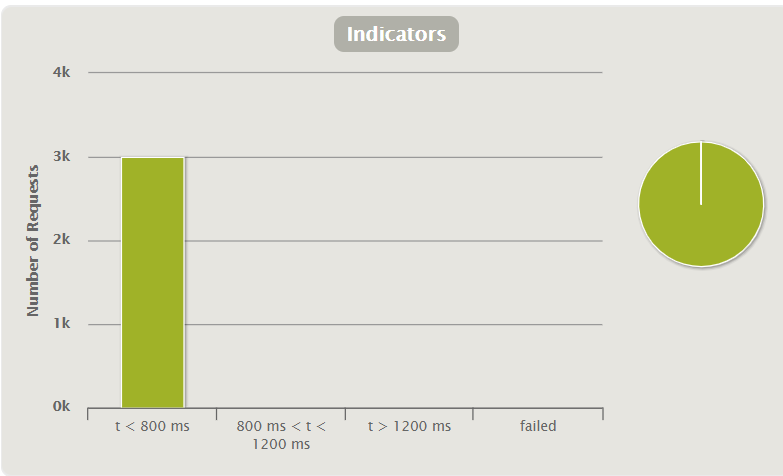 Indicators
4k
3k
2k
1k
0k
Number of Requests
t < 800 ms
800 ms < t <
1200 ms
t > 1200 ms
failed